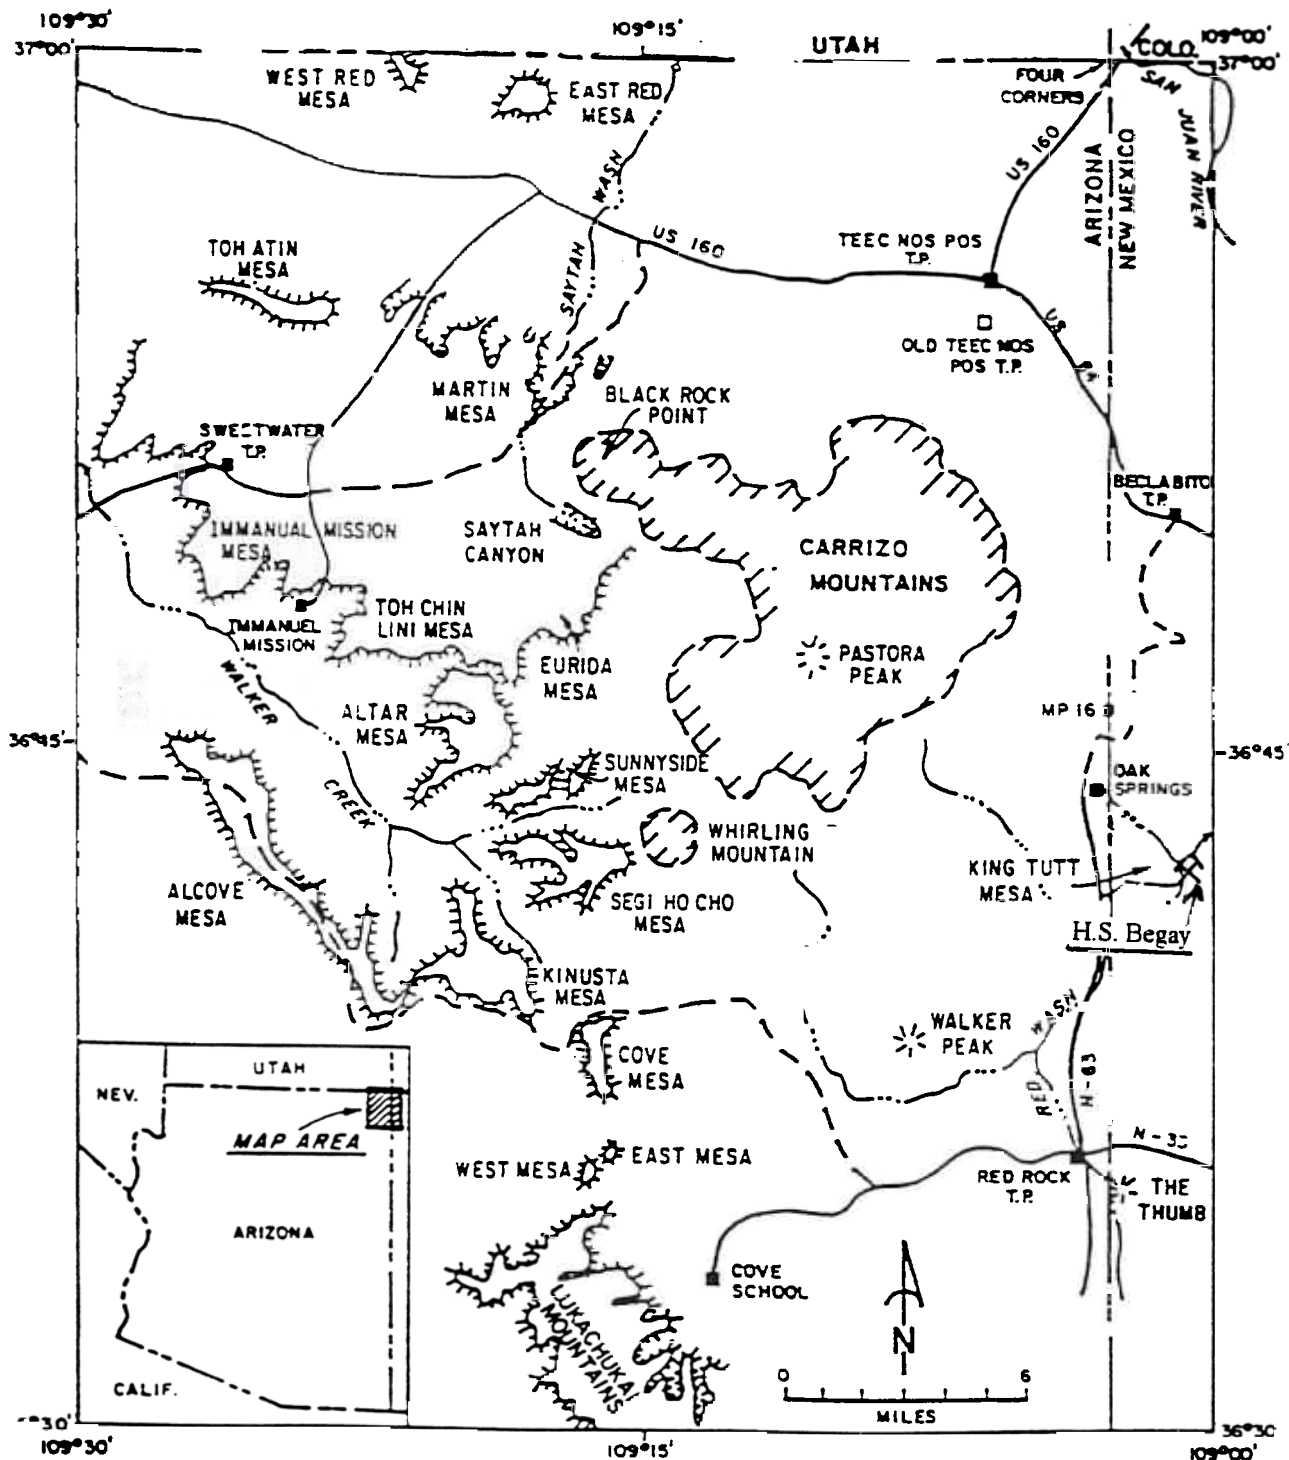 109°30'
109°15'
109°00'
37°00'
UTAH
COLO.
37°00'
WEST RED
MESA
EAST RED
MESA
FOUR
CORNERS
SAN
JUAN RIVER
US 160
ARIZONA
NEW MEXICO
WASH
SAYTAH
US 160
TEEC NOS POS
T.P.
TOH ATIN
MESA
US
OLD TEEC NOS
POS T.P.
MARTIN
MESA
BLACK ROCK
POINT
SWEETWATER
T.P.
BECLABITO
T.P.
IMMANUAL MISSION
MESA
SAYTAH
CANYON
CARRIZO
MOUNTAINS
TOH CHIN
LINI MESA
IMMANUEL
MISSION
EURIDA
MESA
PASTORA
PEAK
WALKER
CREEK
ALTAR
MESA
MP 16
36°45'
36°45'
SUNNYSIDE
MESA
OAK
SPRINGS
WHIRLING
MOUNTAIN
KING TUTT
MESA
ALCOVE
MESA
SEGI HO CHO
MESA
H.S. Begay
KINUSTA
MESA
RED WASH
WALKER
PEAK
COVE
MESA
N-63
UTAH
NEV.
MAP AREA
ARIZONA
CALIF.
WEST MESA
EAST MESA
N-33
RED ROCK
T.P.
THE
THUMB
COVE
SCHOOL
LUKACHUKAI
MOUNTAINS
N
0
6
MILES
30'
36°30
109°30'
109°15'
109°00'